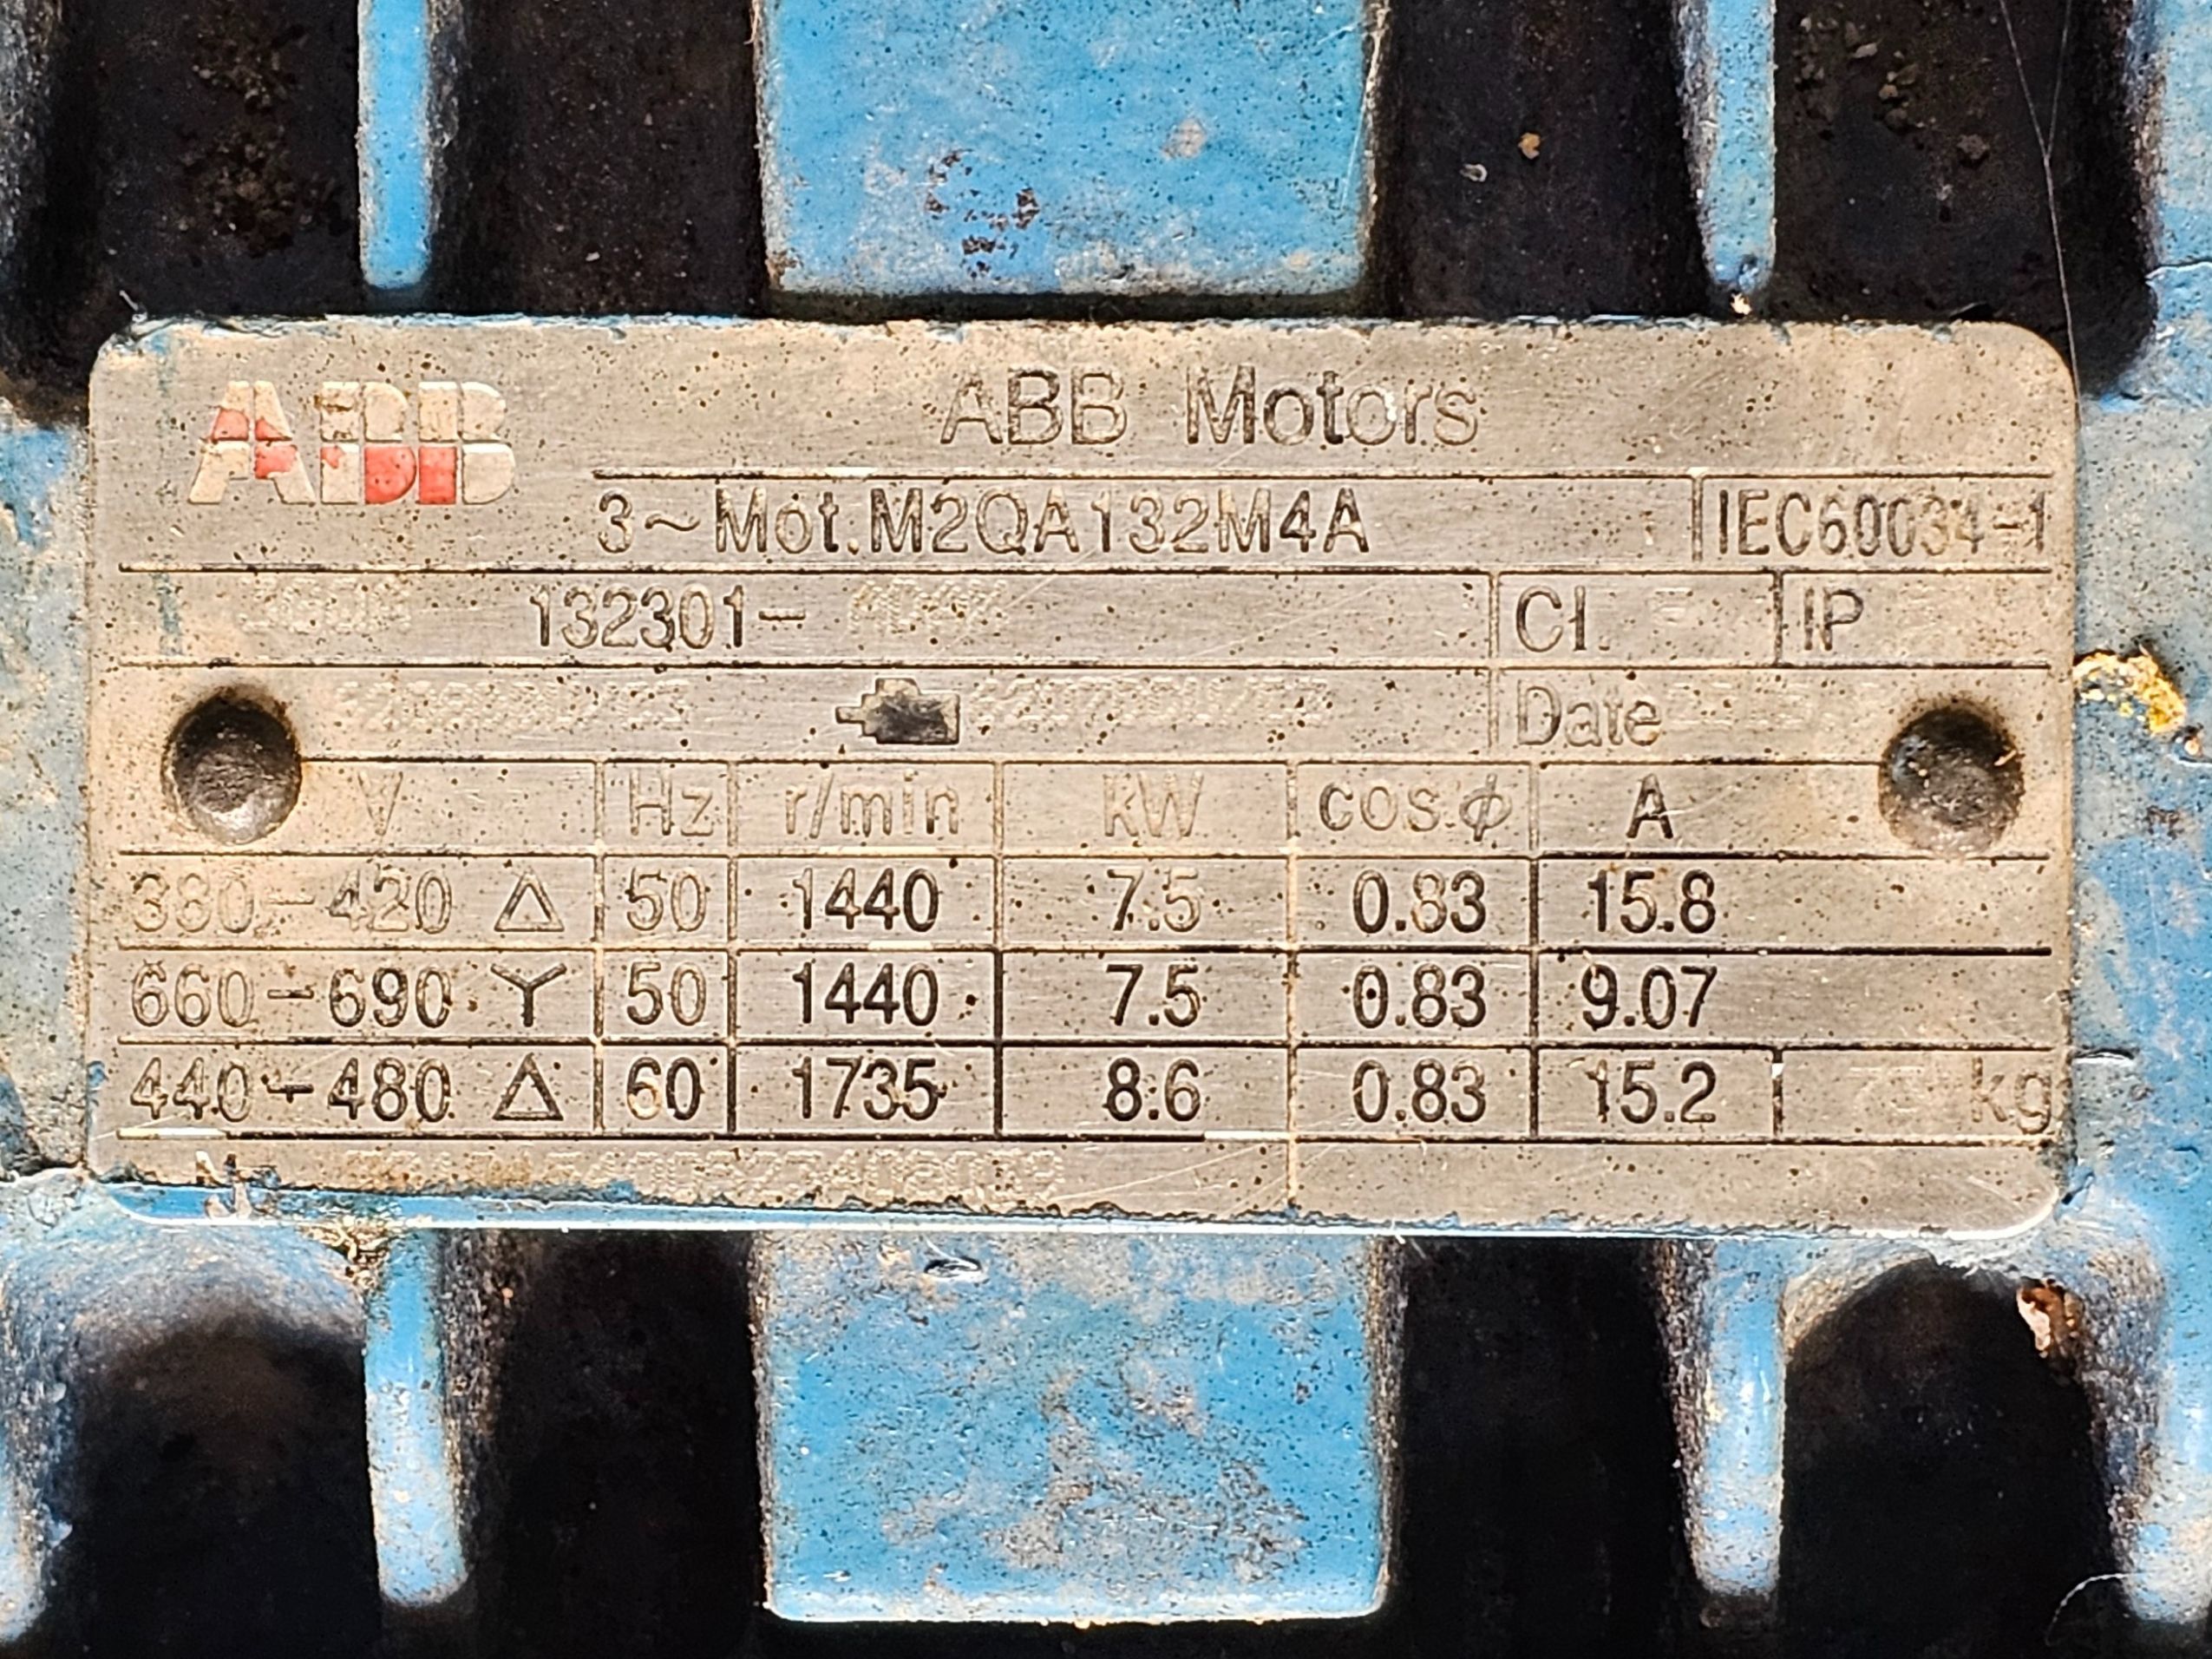 ABB ABB Motors
3~Mot. M2QA132M4A IEC60034-1
132301- Cl. IP
Date
V Hz r/min kW cosϕ A
380-420 △ 50 1440 7.5 0.83 15.8
660-690 Y 50 1440 7.5 0.83 9.07
440-480 △ 60 1735 8.6 0.83 15.2 kg